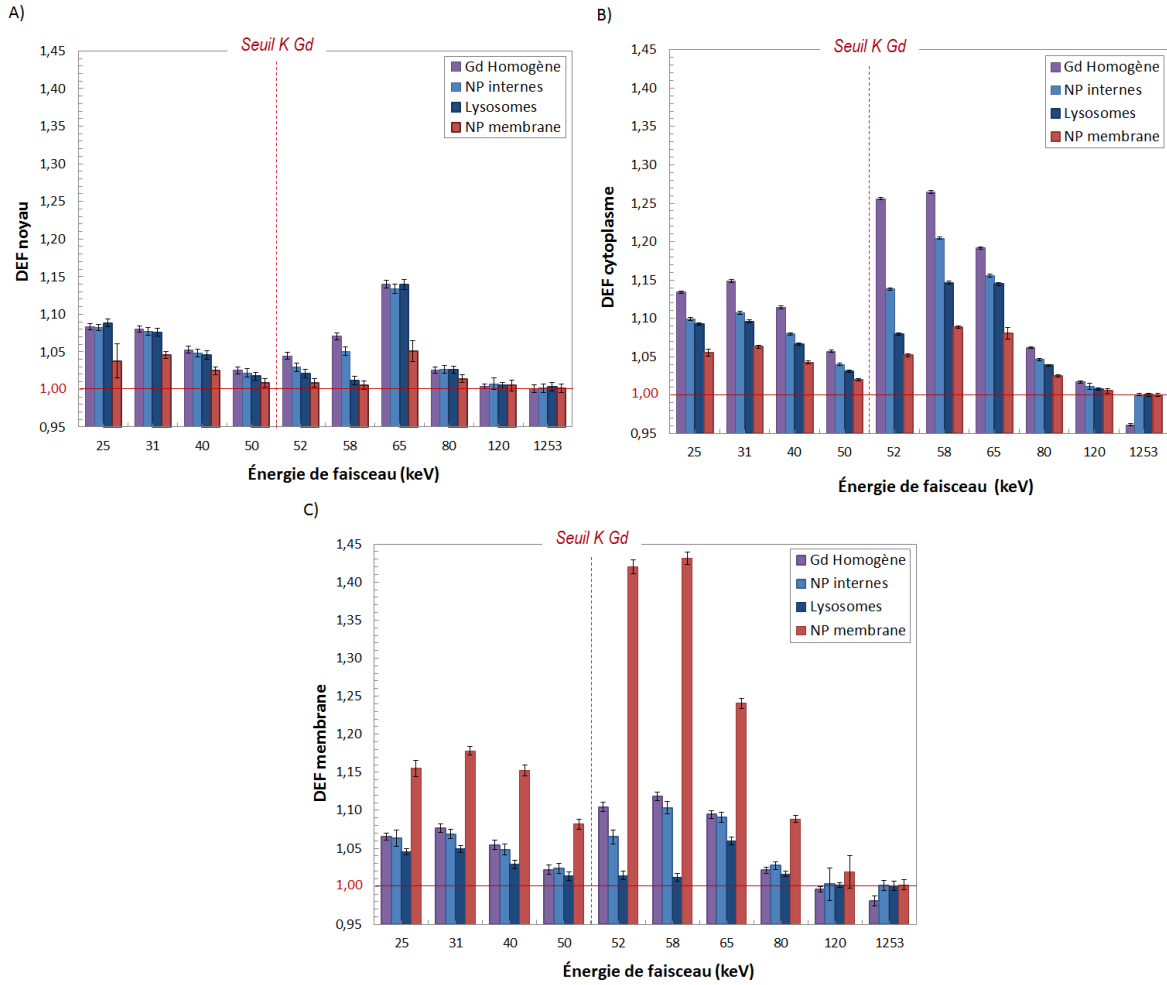 A)
Seuil K Gd
1,45
1,40
1,35
1,30
1,25
1,20
1,15
1,10
1,05
1,00
0,95
DEF noyau
Gd Homogène
NP internes
Lysosomes
NP membrane
25 31 40 50 52 58 65 80 120 1253
Énergie de faisceau (keV)
B)
Seuil K Gd
1,45
1,40
1,35
1,30
1,25
1,20
1,15
1,10
1,05
1,00
0,95
DEF cytoplasme
Gd Homogène
NP internes
Lysosomes
NP membrane
25 31 40 50 52 58 65 80 120 1253
Énergie de faisceau (keV)
C)
Seuil K Gd
1,45
1,40
1,35
1,30
1,25
1,20
1,15
1,10
1,05
1,00
0,95
DEF membrane
Gd Homogène
NP internes
Lysosomes
NP membrane
25 31 40 50 52 58 65 80 120 1253
Énergie de faisceau (keV)